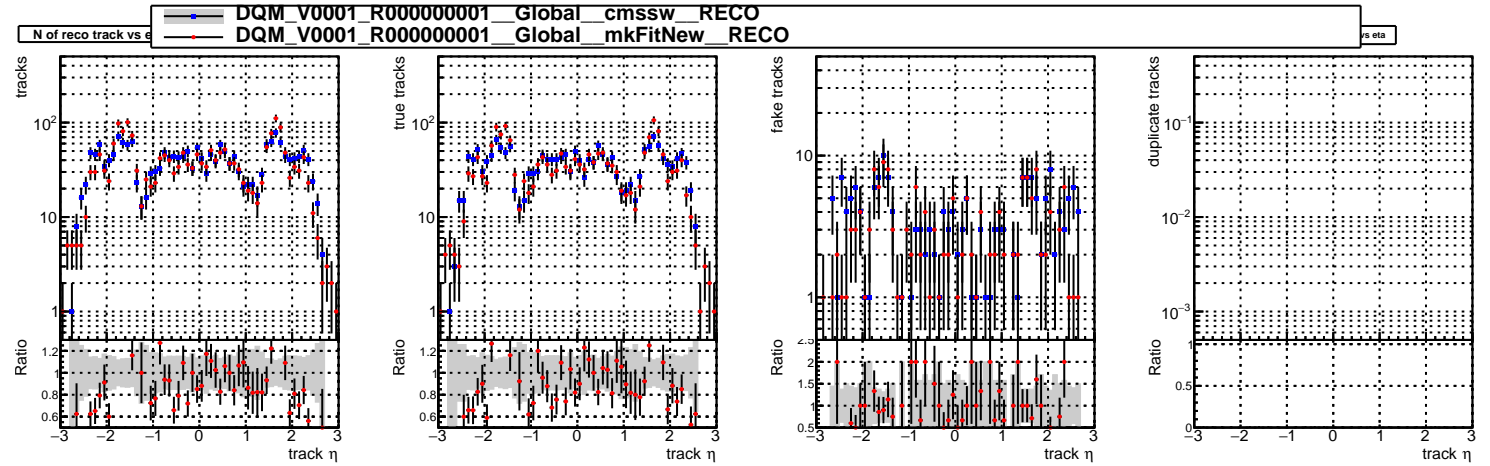 DQM_V0001_R000000001__Global__cmssw__RECO
DQM_V0001_R000000001__Global__mkFitNew__RECO
N of reco track vs e
vs eta
tracks
10²
10
1
Ratio
1.2
1.0
0.8
0.6
−3 −2 −1 0 1 2 3
track η
true tracks
10²
10
1
Ratio
1.2
1.0
0.8
0.6
−3 −2 −1 0 1 2 3
track η
fake tracks
10
1
Ratio
2.5
2
1.5
1
0.5
−3 −2 −1 0 1 2 3
track η
duplicate tracks
10⁻¹
10⁻²
10⁻³
Ratio
1
0.5
0
−3 −2 −1 0 1 2 3
track η